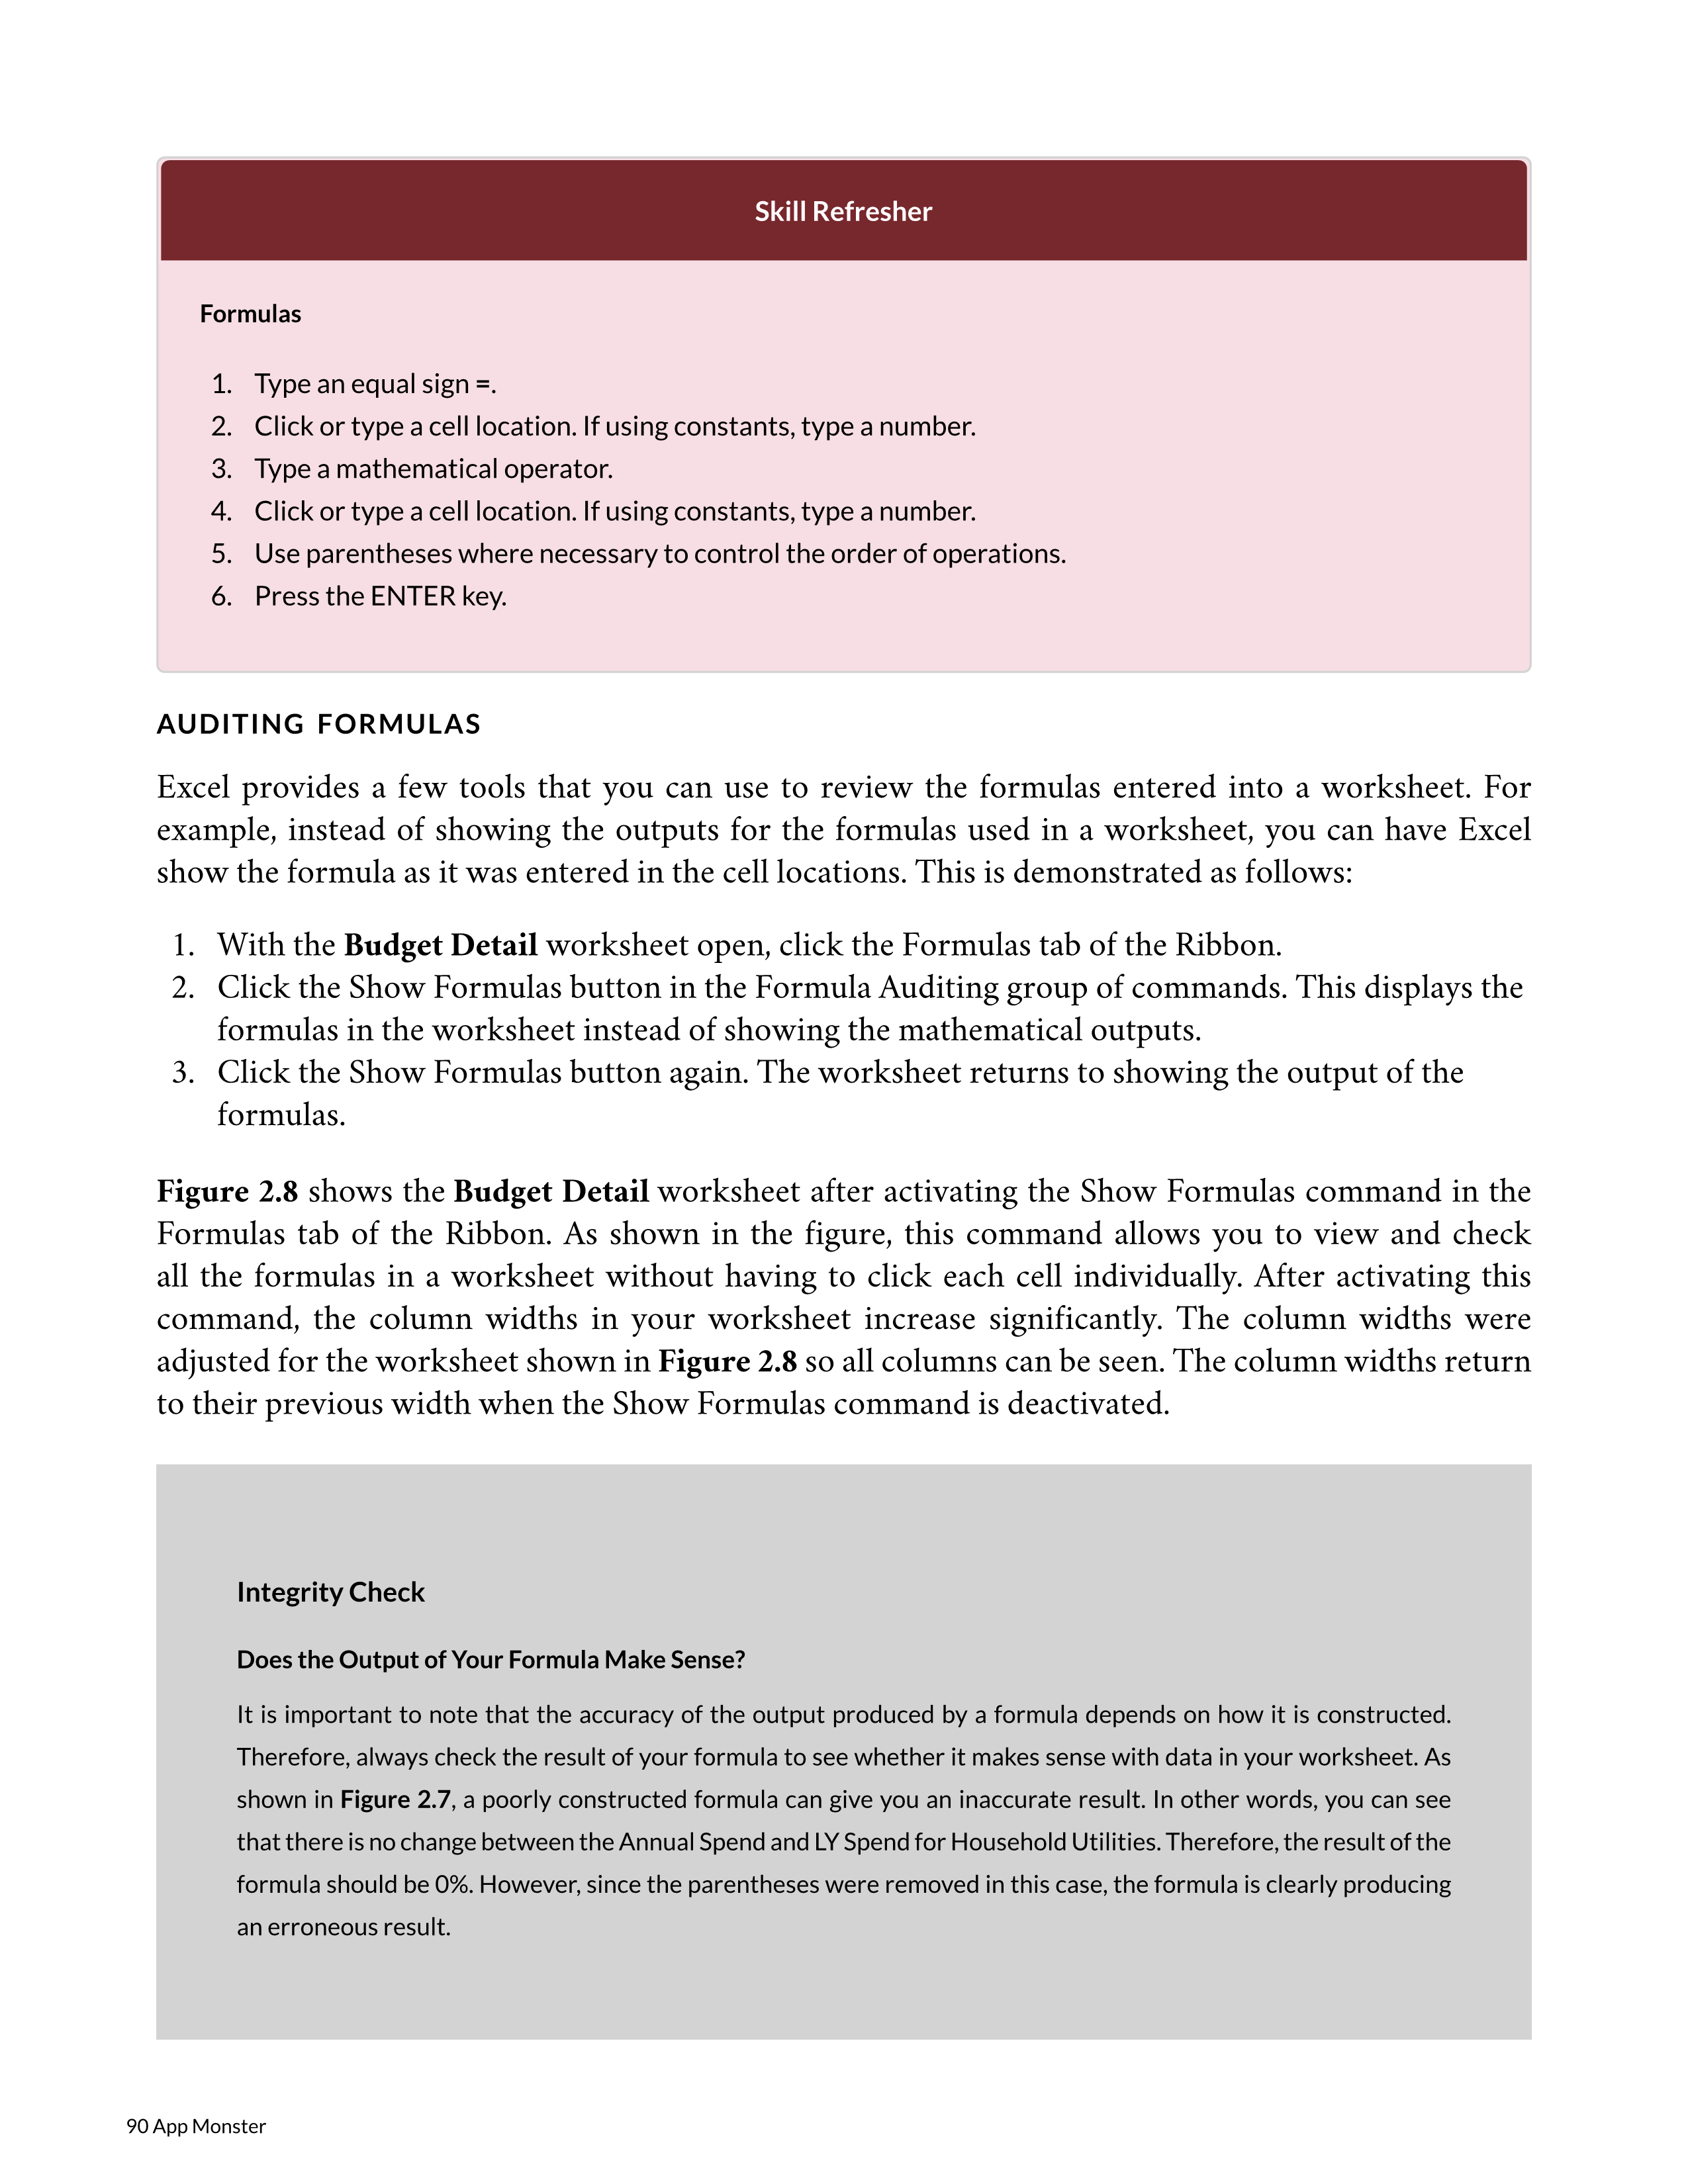 Skill Refresher
Formulas
1. Type an equal sign =.
2. Click or type a cell location. If using constants, type a number.
3. Type a mathematical operator.
4. Click or type a cell location. If using constants, type a number.
5. Use parentheses where necessary to control the order of operations.
6. Press the ENTER key.
AUDITING FORMULAS
Excel provides a few tools that you can use to review the formulas entered into a worksheet. For
example, instead of showing the outputs for the formulas used in a worksheet, you can have Excel
show the formula as it was entered in the cell locations. This is demonstrated as follows:
1. With the Budget Detail worksheet open, click the Formulas tab of the Ribbon.
2. Click the Show Formulas button in the Formula Auditing group of commands. This displays the
formulas in the worksheet instead of showing the mathematical outputs.
3. Click the Show Formulas button again. The worksheet returns to showing the output of the
formulas.
Figure 2.8 shows the Budget Detail worksheet after activating the Show Formulas command in the
Formulas tab of the Ribbon. As shown in the figure, this command allows you to view and check
all the formulas in a worksheet without having to click each cell individually. After activating this
command, the column widths in your worksheet increase significantly. The column widths were
adjusted for the worksheet shown in Figure 2.8 so all columns can be seen. The column widths return
to their previous width when the Show Formulas command is deactivated.
Integrity Check
Does the Output of Your Formula Make Sense?
It is important to note that the accuracy of the output produced by a formula depends on how it is constructed.
Therefore, always check the result of your formula to see whether it makes sense with data in your worksheet. As
shown in Figure 2.7, a poorly constructed formula can give you an inaccurate result. In other words, you can see
that there is no change between the Annual Spend and LY Spend for Household Utilities. Therefore, the result of the
formula should be 0%. However, since the parentheses were removed in this case, the formula is clearly producing
an erroneous result.
90 App Monster